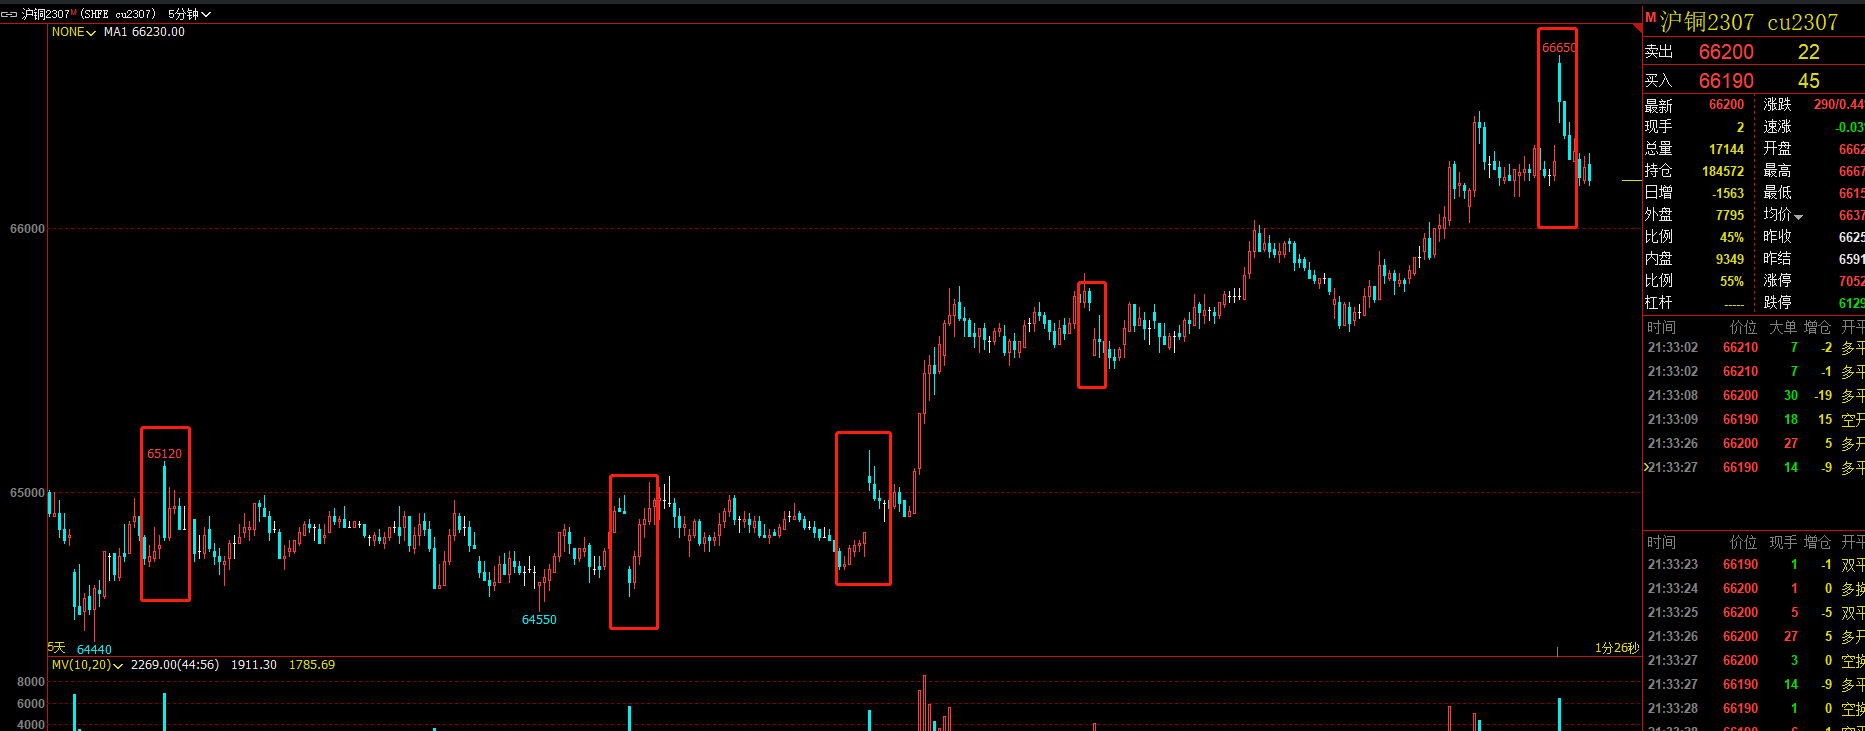 沪铜2307ᴹ(SHFE cu2307) 5分钟
NONE MA1 66230.00
66650
66000
65120
65000
64550
5天 64440
1分26秒
MV(10,20) 2269.00(44:56) 1911.30 1785.69
8000
6000
4000
M 沪铜2307 cu2307
卖出 66200 22
买入 66190 45
最新 66200 涨跌 290/0.44
现手 2 速涨 -0.03
总量 17144 开盘 6662
持仓 184572 最高 6667
日增 -1563 最低 6615
外盘 7795 均价 6637
比例 45% 昨收 6625
内盘 9349 昨结 6591
比例 55% 涨停 7052
杠杆 ----- 跌停 6129
时间 价位 大单 增仓 开平
21:33:02 66210 7 -2 多平
21:33:02 66210 7 -1 多平
21:33:08 66200 30 -19 多平
21:33:09 66190 18 15 空开
21:33:26 66200 27 5 多开
21:33:27 66190 14 -9 多平
时间 价位 现手 增仓 开平
21:33:23 66190 1 -1 双平
21:33:24 66200 1 0 多换
21:33:25 66200 5 -5 双平
21:33:26 66200 27 5 多开
21:33:27 66200 3 0 空换
21:33:27 66190 14 -9 多平
21:33:28 66190 1 0 空换